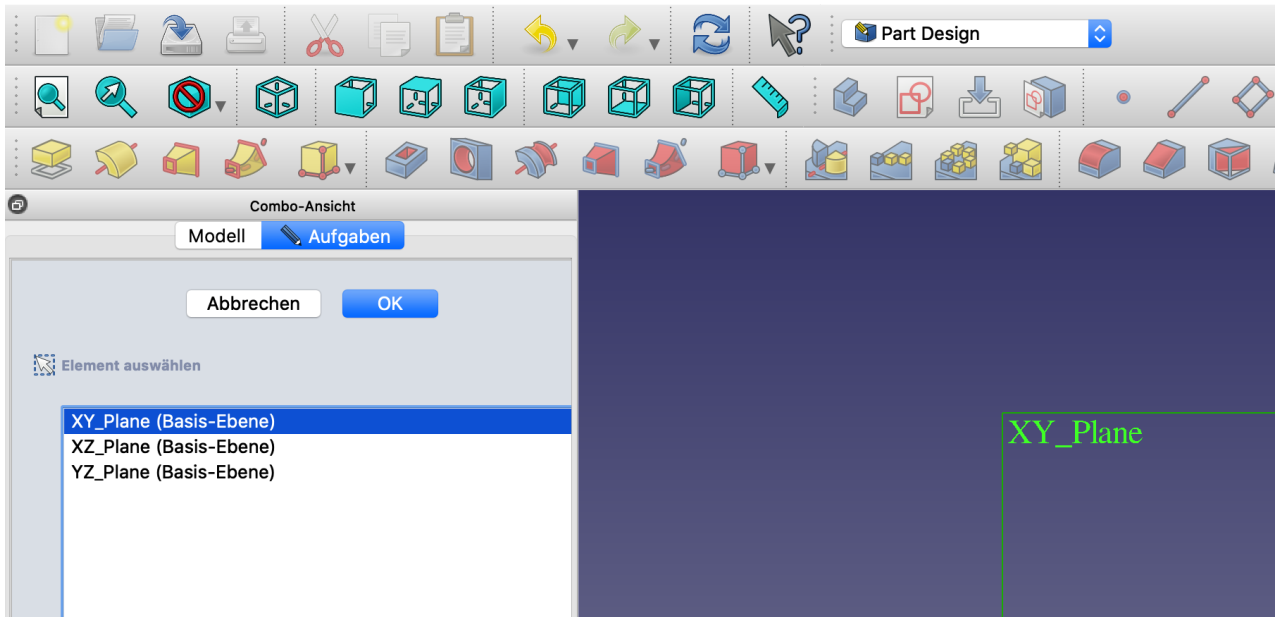 Part Design
Combo-Ansicht
Modell
Aufgaben
Abbrechen
OK
Element auswählen
XY_Plane (Basis-Ebene)
XZ_Plane (Basis-Ebene)
YZ_Plane (Basis-Ebene)
XY_Plane